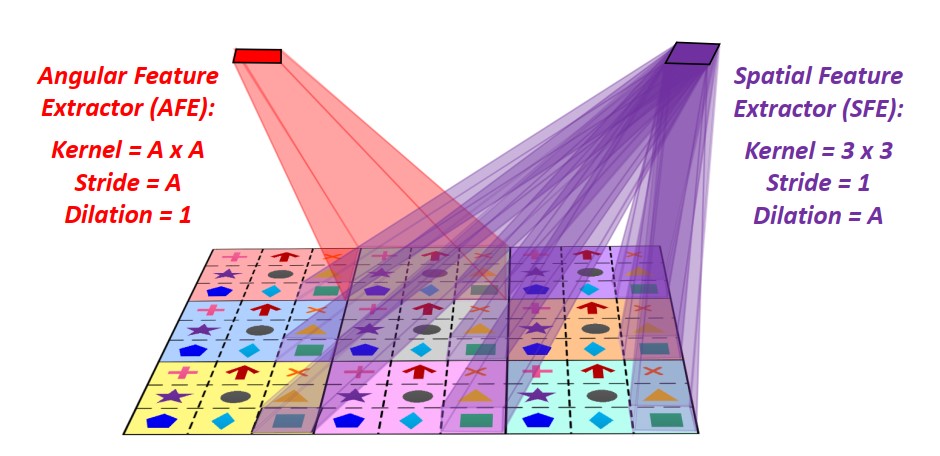 Angular Feature
Extractor (AFE):
Kernel = A x A
Stride = A
Dilation = 1
Spatial Feature
Extractor (SFE):
Kernel = 3 x 3
Stride = 1
Dilation = A